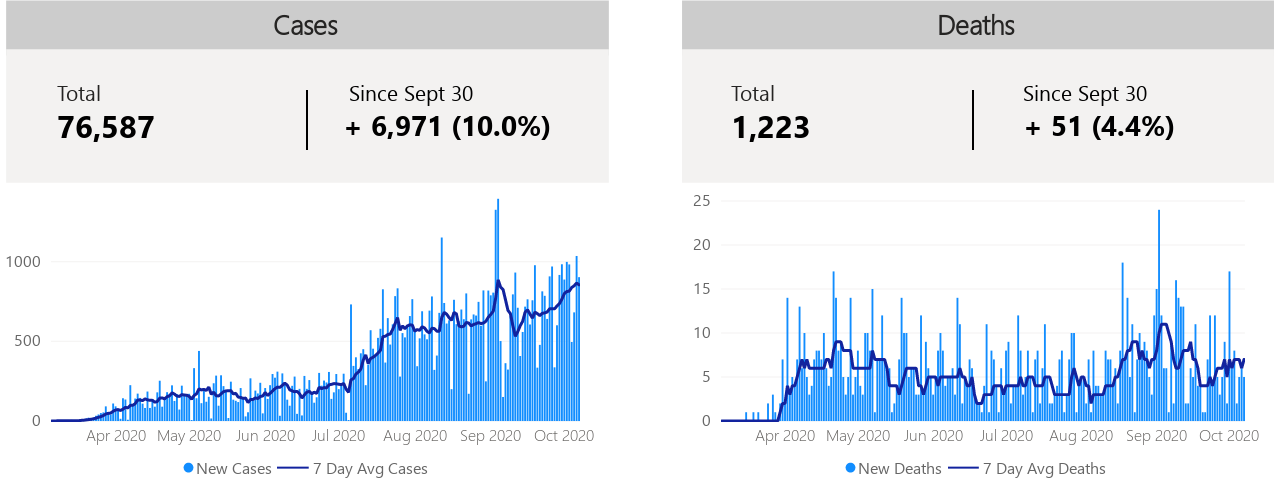 Cases
Total
Since Sept 30
76,587
+ 6,971 (10.0%)
1000
500
0
Apr 2020 May 2020 Jun 2020 Jul 2020 Aug 2020 Sep 2020 Oct 2020
New Cases 7 Day Avg Cases
Deaths
Total
Since Sept 30
1,223
+ 51 (4.4%)
25
20
15
10
5
0
Apr 2020 May 2020 Jun 2020 Jul 2020 Aug 2020 Sep 2020 Oct 2020
New Deaths 7 Day Avg Deaths